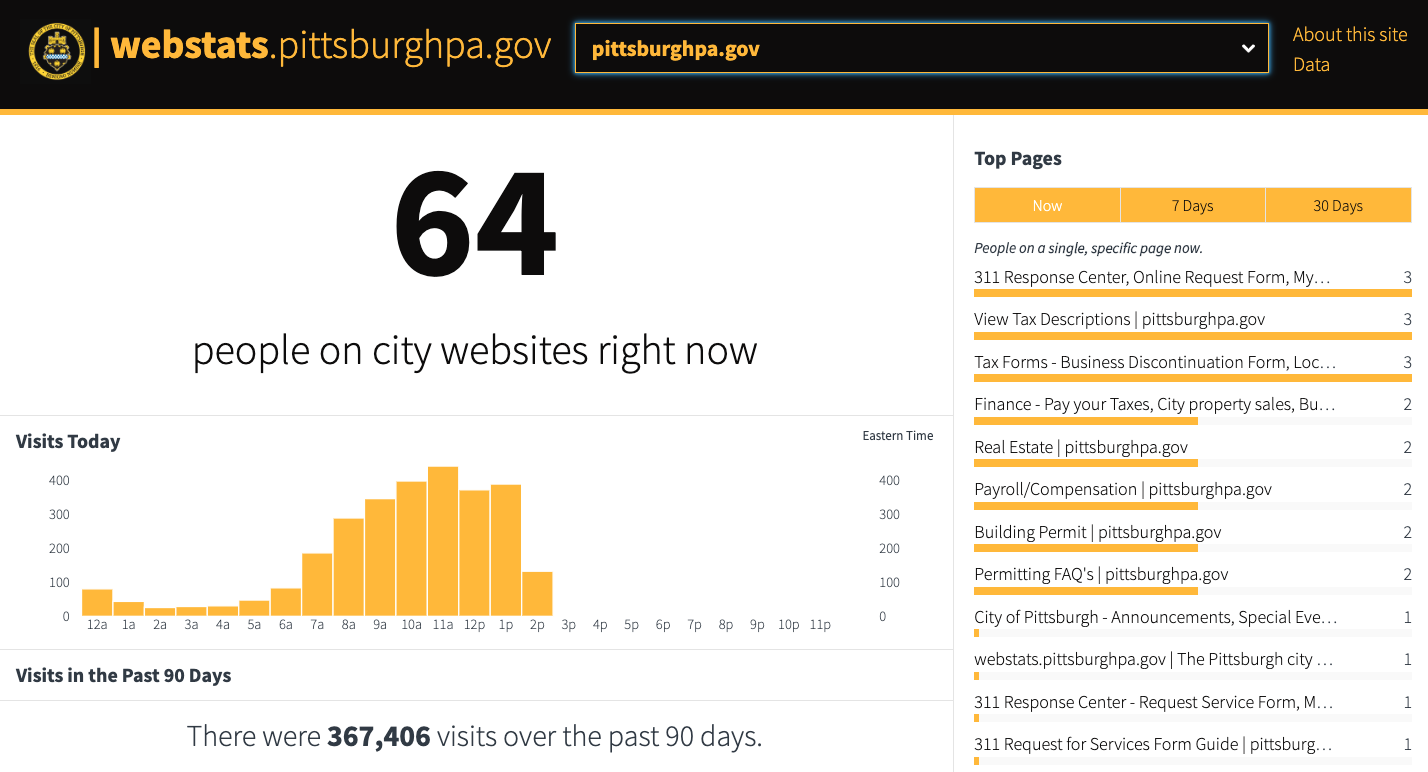 | webstats.pittsburghpa.gov
pittsburghpa.gov
About this site
Data
64
people on city websites right now
Visits Today
Eastern Time
400 400
300 300
200 200
100 100
0 0
12a 1a 2a 3a 4a 5a 6a 7a 8a 9a 10a 11a 12p 1p 2p 3p 4p 5p 6p 7p 8p 9p 10p 11p
Visits in the Past 90 Days
There were 367,406 visits over the past 90 days.
Top Pages
Now 7 Days 30 Days
People on a single, specific page now.
311 Response Center, Online Request Form, My… 3
View Tax Descriptions | pittsburghpa.gov 3
Tax Forms - Business Discontinuation Form, Loc… 3
Finance - Pay your Taxes, City property sales, Bu… 2
Real Estate | pittsburghpa.gov 2
Payroll/Compensation | pittsburghpa.gov 2
Building Permit | pittsburghpa.gov 2
Permitting FAQ's | pittsburghpa.gov 2
City of Pittsburgh - Announcements, Special Eve… 1
webstats.pittsburghpa.gov | The Pittsburgh city … 1
311 Response Center - Request Service Form, M… 1
311 Request for Services Form Guide | pittsburg… 1